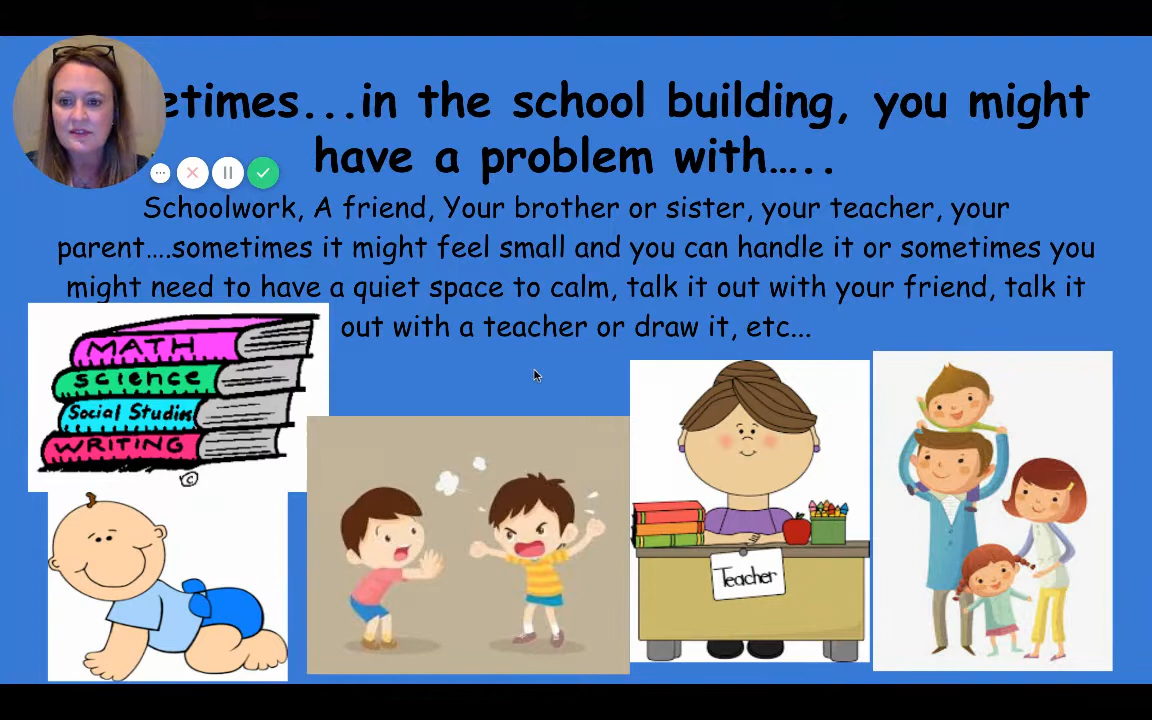 etimes...in the school building, you might
have a problem with.....
Schoolwork, A friend, Your brother or sister, your teacher, your
parent....sometimes it might feel small and you can handle it or sometimes you
might need to have a quiet space to calm, talk it out with your friend, talk it
out with a teacher or draw it, etc...
MATH
science
Social Studies
WRITING
©
Teacher